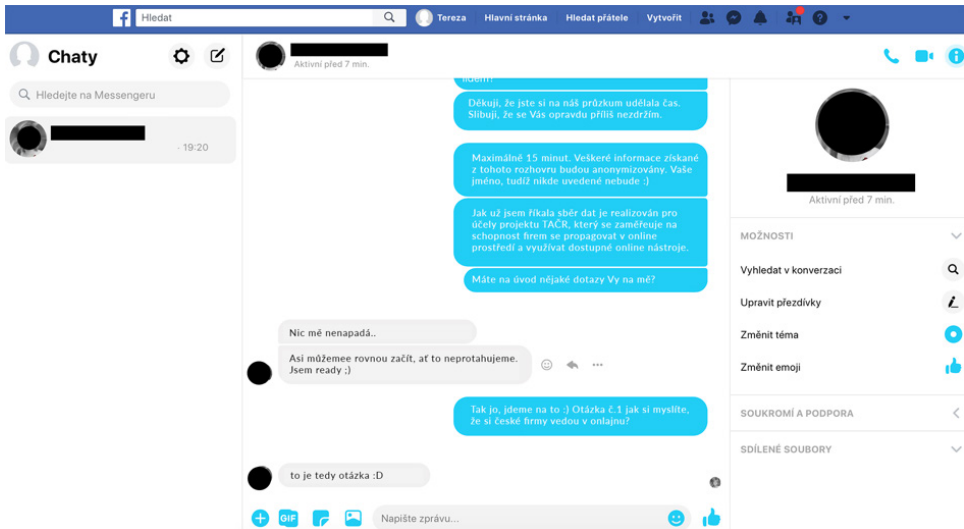 Hledat
Tereza
Hlavní stránka
Hledat přátele
Vytvořit
Chaty
Hledejte na Messengeru
- 19:20
Aktivní před 7 min.
lidem?
Děkuji, že jste si na náš průzkum udělala čas.
Slibuji, že se Vás opravdu příliš nezdržím.
Maximálně 15 minut. Veškeré informace získané
z tohoto rozhovru budou anonymizovány. Vaše
jméno, tudíž nikde uvedené nebude :)
Jak už jsem říkala sběr dat je realizován pro
účely projektu TAČR, který se zaměřeuje na
schopnost firem se propagovat v online
prostředí a využívat dostupné online nástroje.
Máte na úvod nějaké dotazy Vy na mě?
Nic mě nenapadá..
Asi můžemee rovnou začít, ať to neprotahujeme.
Jsem ready ;)
Tak jo, jdeme na to :) Otázka č.1 jak si myslíte,
že si české firmy vedou v onlajnu?
to je tedy otázka :D
GIF
Napište zprávu...
Aktivní před 7 min.
MOŽNOSTI
Vyhledat v konverzaci
Upravit přezdívky
Změnit téma
Změnit emoji
SOUKROMÍ A PODPORA
SDÍLENÉ SOUBORY